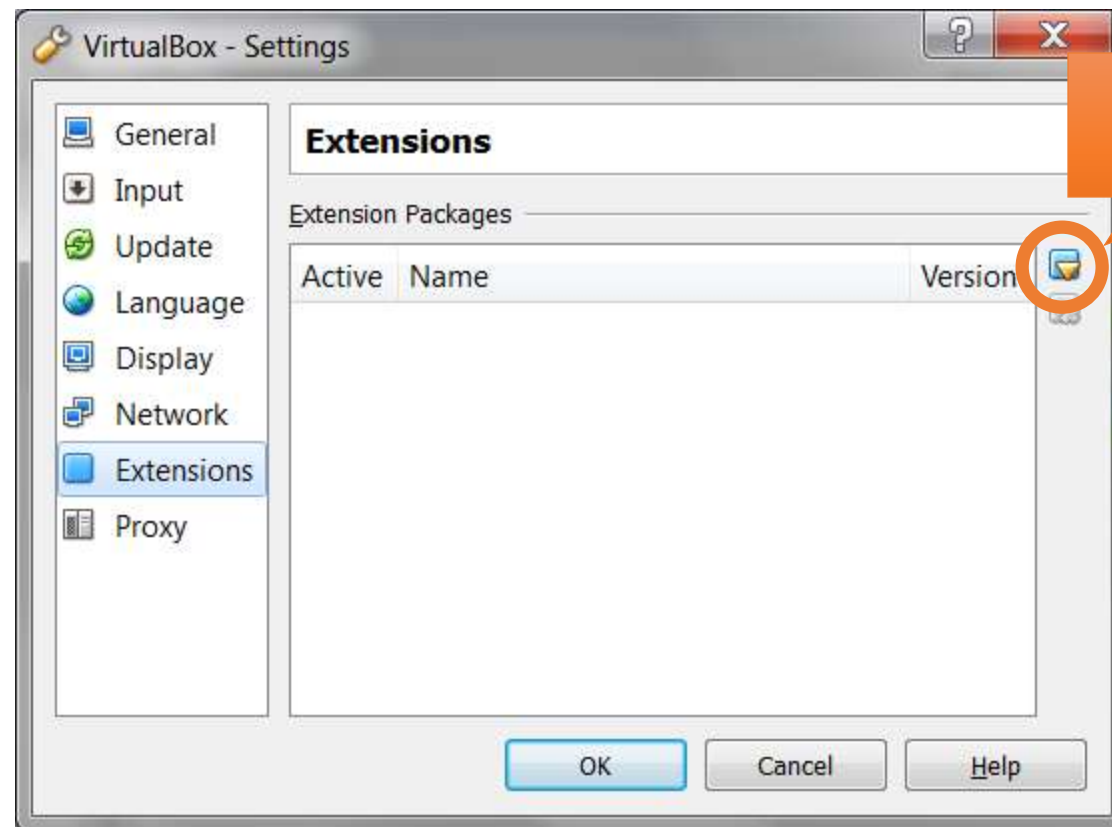 VirtualBox - Settings
General
Input
Update
Language
Display
Network
Extensions
Proxy
Extensions
Extension Packages
Active Name Version
OK Cancel Help